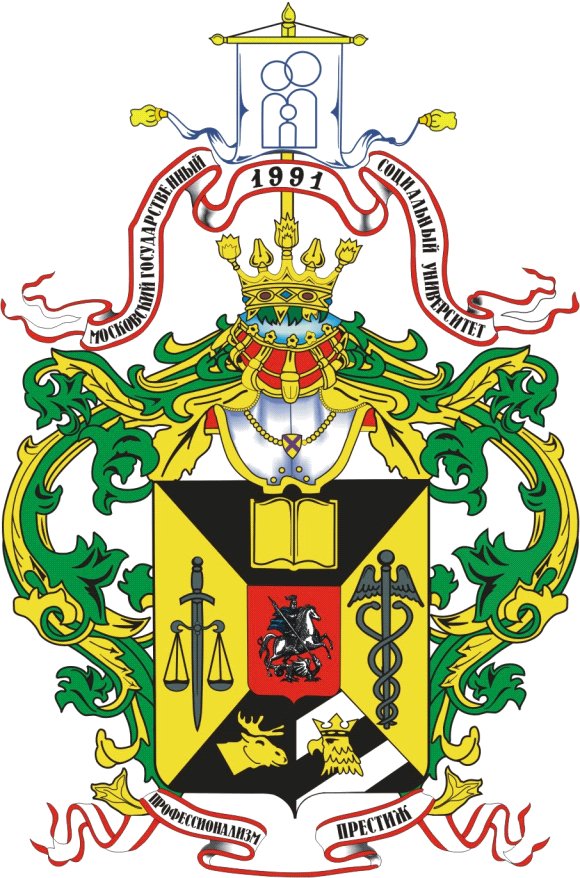 МОСКОВСКИЙ ГОСУДАРСТВЕННЫЙ
1991
СОЦИАЛЬНЫЙ УНИВЕРСИТЕТ
ПРОФЕССИОНАЛИЗМ
ПРЕСТИЖ